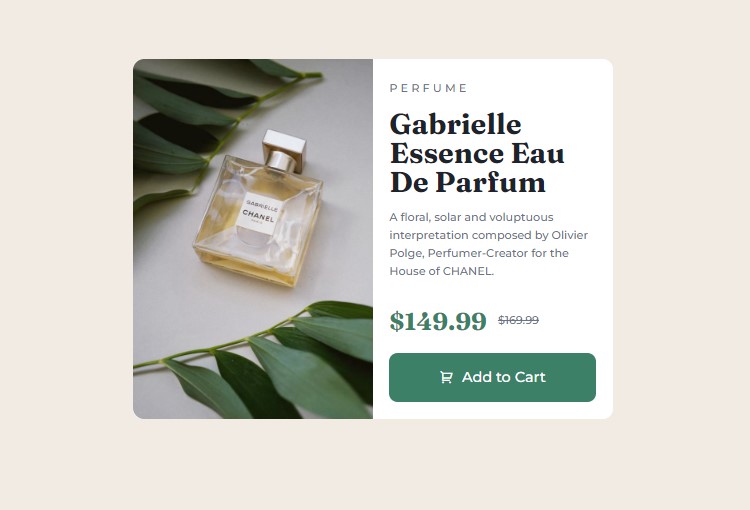 GABRIELLE
CHANEL
PERFUME
Gabrielle
Essence Eau
De Parfum
A floral, solar and voluptuous
interpretation composed by Olivier
Polge, Perfumer-Creator for the
House of CHANEL.
$149.99 $169.99
Add to Cart